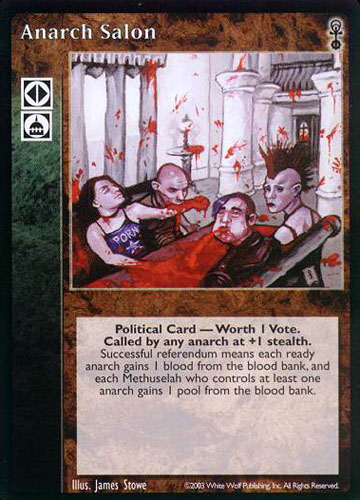 Anarch Salon
PORN
Political Card — Worth 1 Vote.
Called by any anarch at +1 stealth.
Successful referendum means each ready
anarch gains 1 blood from the blood bank, and
each Methuselah who controls at least one
anarch gains 1 pool from the blood bank.
Illus. James Stowe
©2003 White Wolf Publishing, Inc. All Rights Reserved.